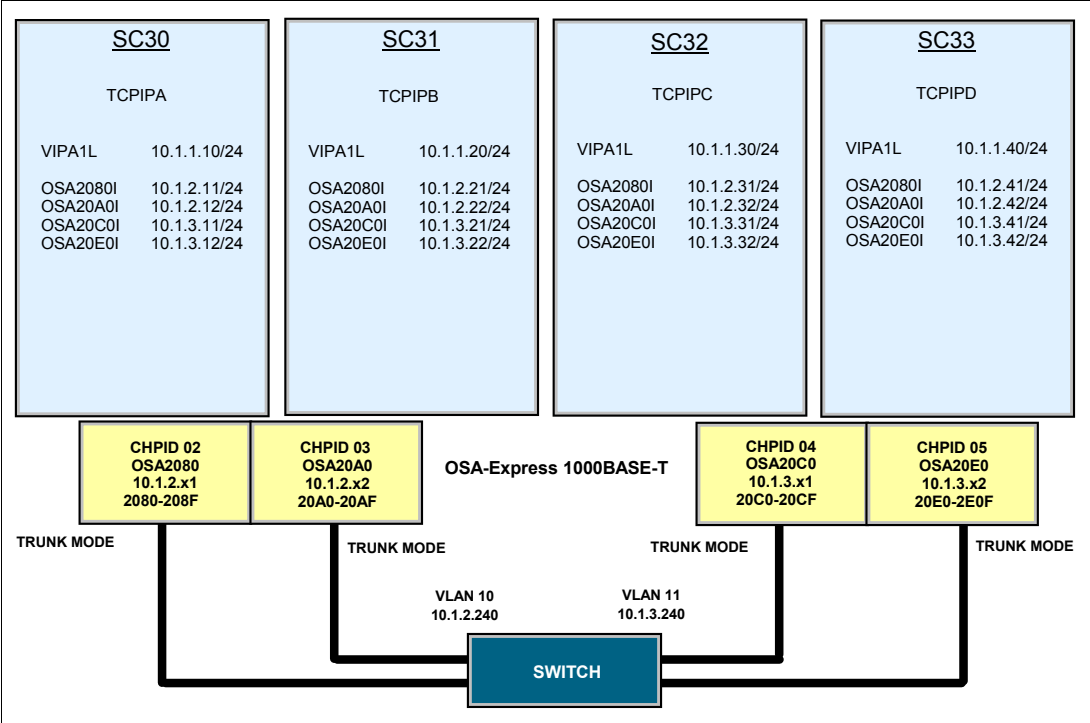 SC30
TCPIPA
VIPA1L 10.1.1.10/24
OSA2080I 10.1.2.11/24
OSA20A0I 10.1.2.12/24
OSA20C0I 10.1.3.11/24
OSA20E0I 10.1.3.12/24
SC31
TCPIPB
VIPA1L 10.1.1.20/24
OSA2080I 10.1.2.21/24
OSA20A0I 10.1.2.22/24
OSA20C0I 10.1.3.21/24
OSA20E0I 10.1.3.22/24
SC32
TCPIPC
VIPA1L 10.1.1.30/24
OSA2080I 10.1.2.31/24
OSA20A0I 10.1.2.32/24
OSA20C0I 10.1.3.31/24
OSA20E0I 10.1.3.32/24
SC33
TCPIPD
VIPA1L 10.1.1.40/24
OSA2080I 10.1.2.41/24
OSA20A0I 10.1.2.42/24
OSA20C0I 10.1.3.41/24
OSA20E0I 10.1.3.42/24
CHPID 02
OSA2080
10.1.2.x1
2080-208F
CHPID 03
OSA20A0
10.1.2.x2
20A0-20AF
OSA-Express 1000BASE-T
CHPID 04
OSA20C0
10.1.3.x1
20C0-20CF
CHPID 05
OSA20E0
10.1.3.x2
20E0-2E0F
TRUNK MODE
TRUNK MODE
TRUNK MODE
TRUNK MODE
VLAN 10
10.1.2.240
VLAN 11
10.1.3.240
SWITCH